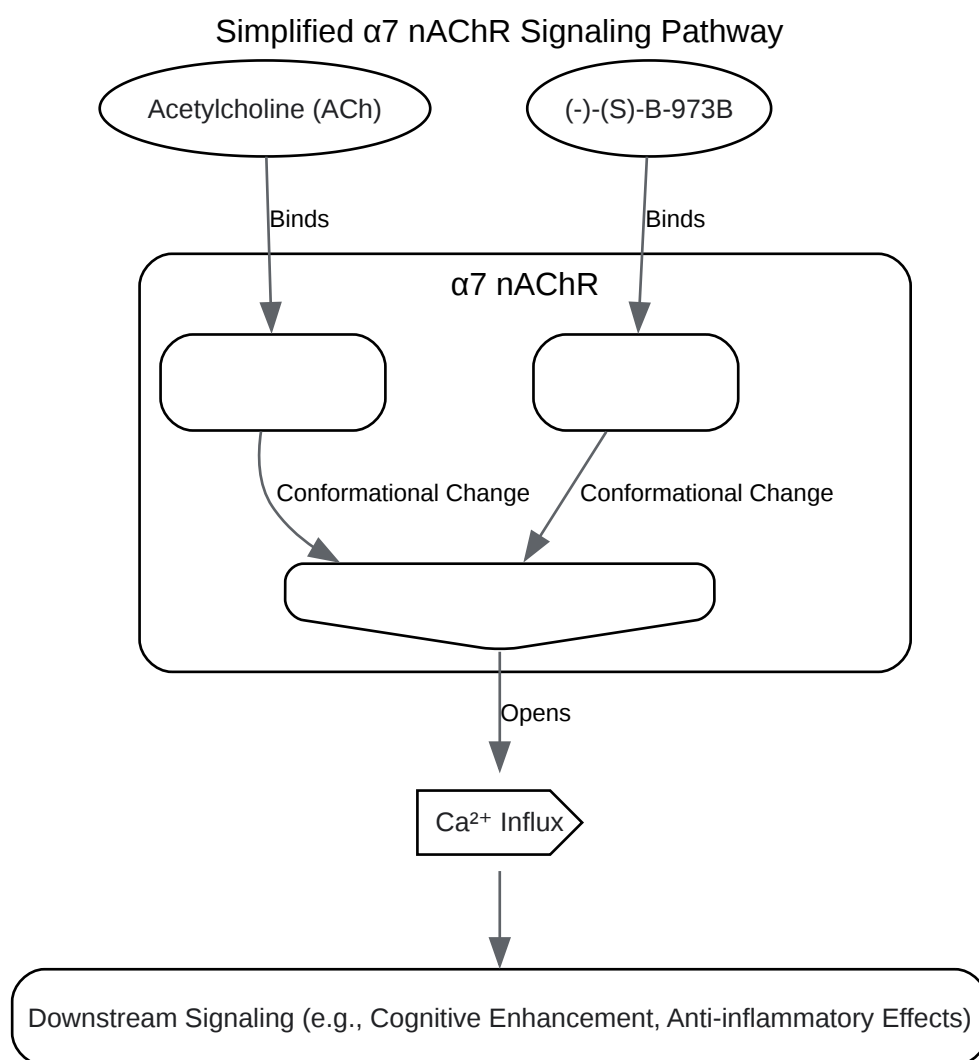 Simplified α7 nAChR Signaling Pathway
Acetylcholine (ACh)
(-)-(S)-B-973B
Binds
Binds
α7 nAChR
Conformational Change
Conformational Change
Opens
Ca²⁺ Influx
Downstream Signaling (e.g., Cognitive Enhancement, Anti-inflammatory Effects)